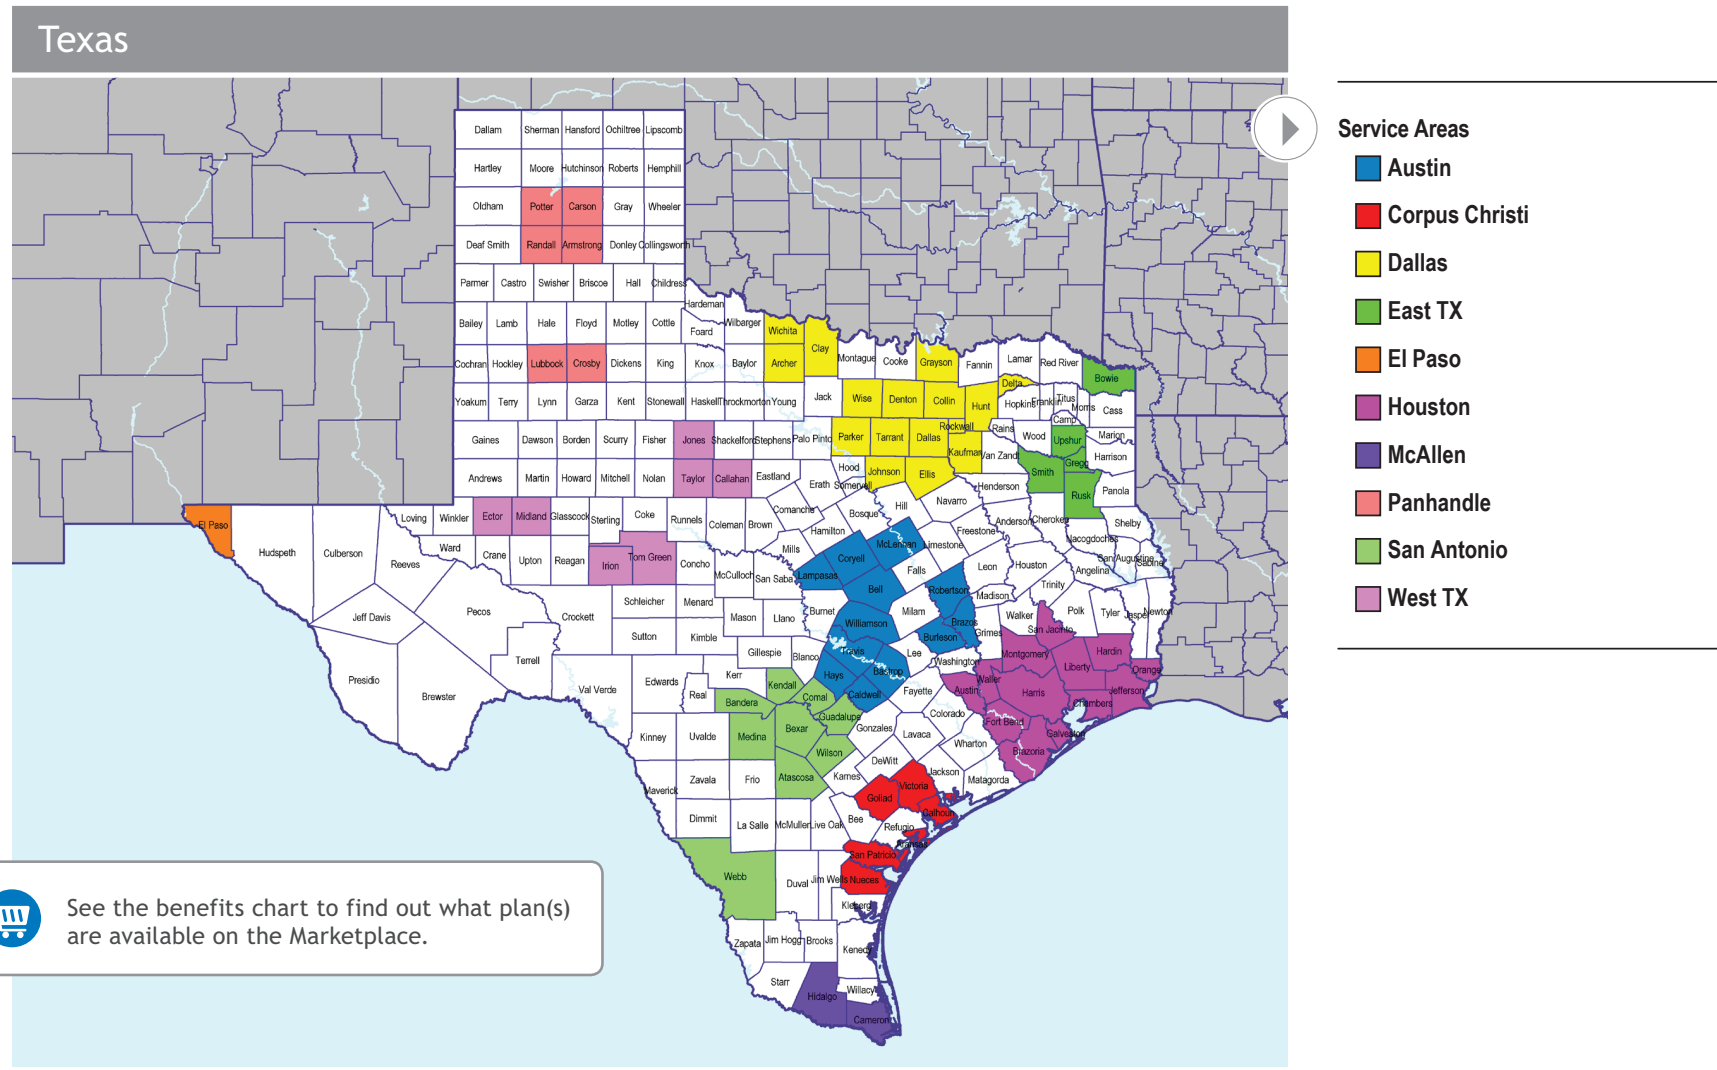 Texas
Service Areas
Austin
Corpus Christi
Dallas
East TX
El Paso
Houston
McAllen
Panhandle
San Antonio
West TX
Dallam Sherman Hansford Ochiltree Lipscomb
Hartley Moore Hutchinson Roberts Hemphill
Oldham Potter Carson Gray Wheeler
Deaf Smith Randall Armstrong Donley Collingsworth
Parmer Castro Swisher Briscoe Hall Childress
Hardeman
Bailey Lamb Hale Floyd Motley Cottle Foard Wilbarger Wichita
Clay
Cochran Hockley Lubbock Crosby Dickens King Knox Baylor Archer Montague Cooke Grayson Fannin Lamar Red River
Bowie
Delta
Yoakum Terry Lynn Garza Kent Stonewall Haskell Throckmorton Young Jack Wise Denton Collin Hunt Hopkins Franklin Titus Morris Cass
Camp
Rockwall
Gaines Dawson Borden Scurry Fisher Jones Shackelford Stephens Palo Pinto Parker Tarrant Dallas Rains Wood Upshur Marion
Kaufman Van Zandt Gregg Harrison
Andrews Martin Howard Mitchell Nolan Taylor Callahan Eastland Hood Johnson Ellis Smith
Erath Somervell Henderson Rusk Panola
El Paso Loving Winkler Ector Midland Glasscock Sterling Coke Runnels Coleman Brown Comanche Bosque Hill Navarro
Hamilton Freestone Anderson Cherokee Shelby
Nacogdoches
Hudspeth Culberson Reeves Ward Crane Upton Reagan Irion Tom Green Concho Mills Coryell McLennan Limestone
McCulloch San Saba Lampasas Bell Falls Leon Houston Angelina San Augustine Sabine
Robertson Madison Trinity
Jeff Davis Pecos Crockett Schleicher Menard Mason Llano Burnet Williamson Milam Brazos Walker Polk Tyler Jasper Newton
Sutton Kimble Burleson Grimes San Jacinto
Gillespie Blanco Travis Lee Washington Montgomery Liberty Hardin Orange
Presidio Brewster Terrell Val Verde Edwards Real Kerr Kendall Hays Bastrop
Bandera Comal Caldwell Fayette Austin Waller Harris Chambers Jefferson
Guadalupe Colorado Fort Bend Galveston
Kinney Uvalde Medina Bexar Wilson Gonzales Lavaca Wharton Brazoria
DeWitt
Maverick Zavala Frio Atascosa Karnes Jackson Matagorda
Goliad Victoria
Calhoun
Dimmit La Salle McMullen Live Oak Bee Refugio
Aransas
San Patricio
Webb Duval Jim Wells Nueces
Kleberg
Zapata Jim Hogg Brooks Kenedy
Starr Hidalgo Willacy
Cameron
See the benefits chart to find out what plan(s)
are available on the Marketplace.